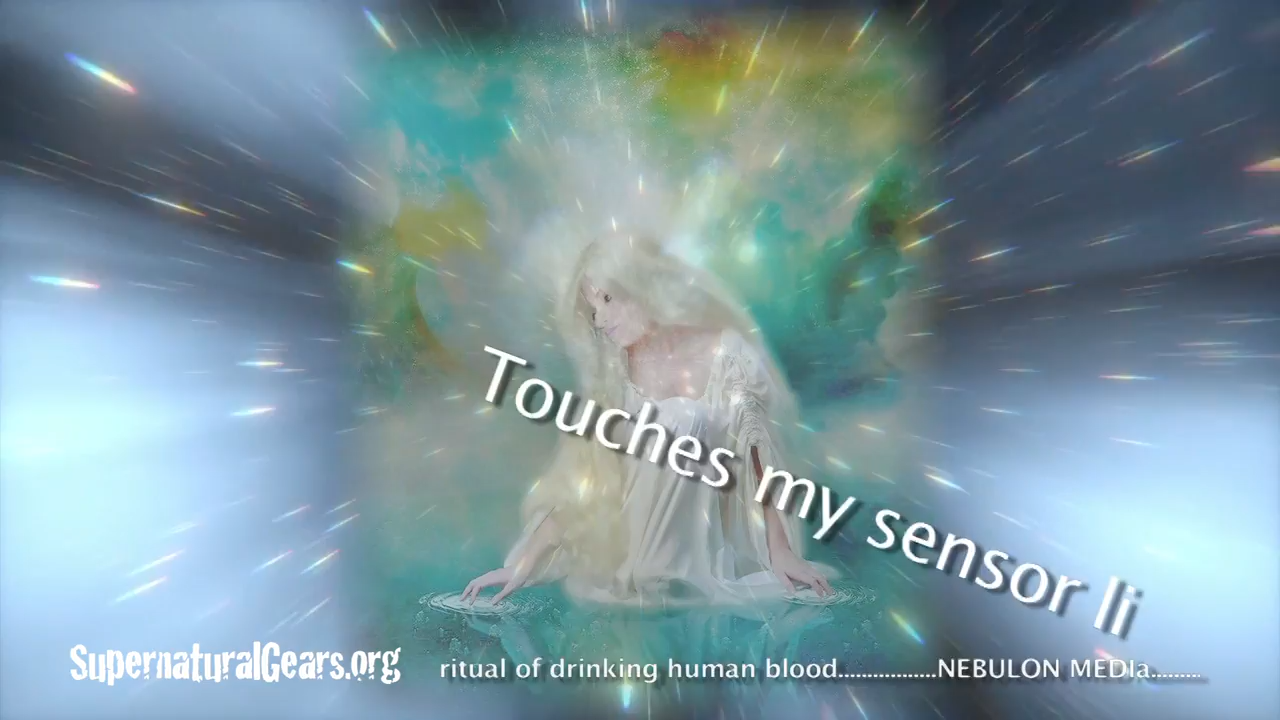 Touches my sensor li
SupernaturalGears.org
ritual of drinking human blood..................NEBULON MEDIa.........